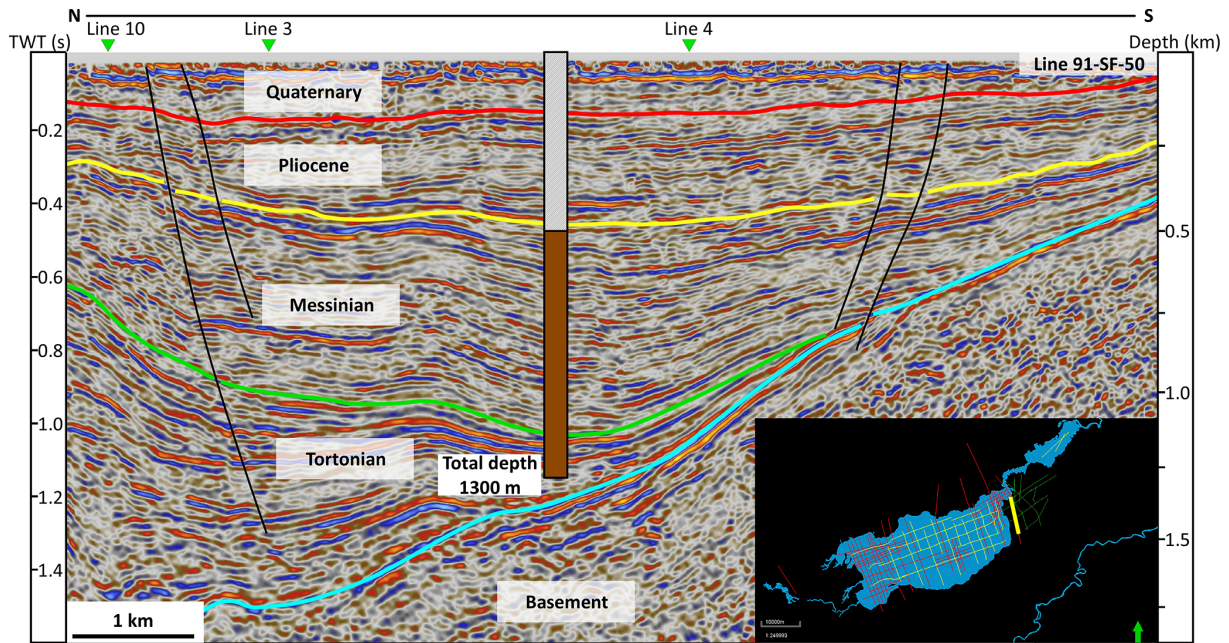 N S
Line 10 Line 3 Line 4
TWT (s) Depth (km)
Line 91-SF-50
Quaternary
-0.2
Pliocene
-0.4
-0.5
-0.6
Messinian
-0.8
-1.0
-1.0
Tortonian
Total depth
1300 m
-1.2
-1.5
-1.4
Basement
1 km
10000m
1:249993